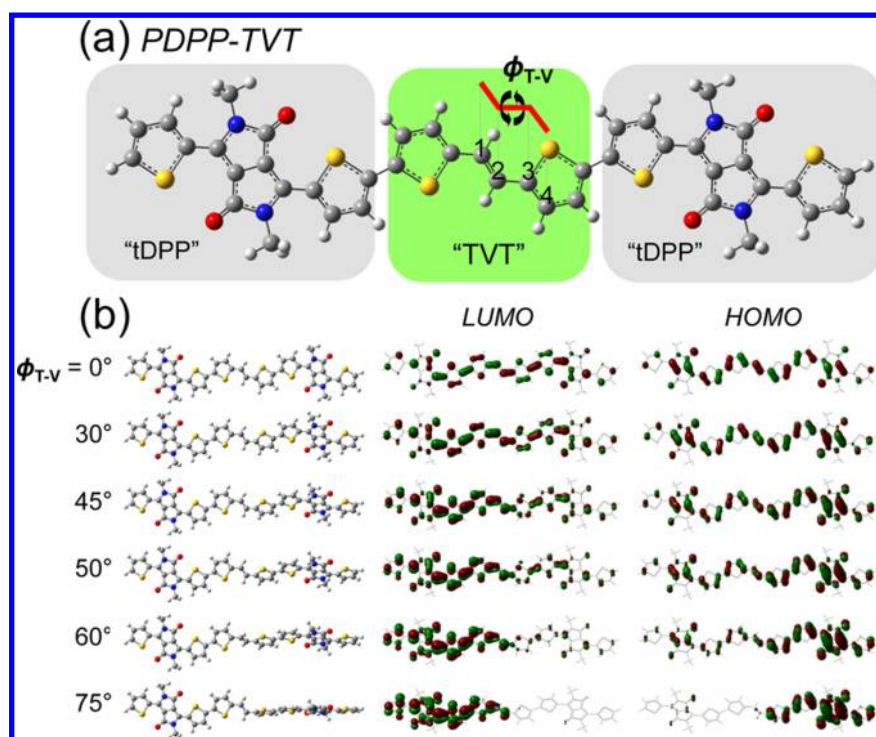 (a) PDPP-TVT
ϕT-V
1
2 3
4
“tDPP” “TVT” “tDPP”
(b) LUMO HOMO
ϕT-V = 0°
30°
45°
50°
60°
75°